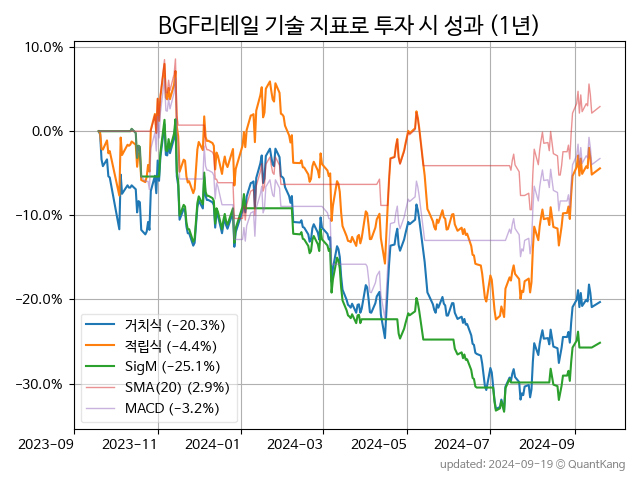 BGF리테일 기술 지표로 투자 시 성과 (1년)
10.0%
0.0%
−10.0%
−20.0%
−30.0%
거치식 (−20.3%)
적립식 (−4.4%)
SigM (−25.1%)
SMA(20) (2.9%)
MACD (−3.2%)
2023-09 2023-11 2024-01 2024-03 2024-05 2024-07 2024-09
updated: 2024-09-19 © QuantKang